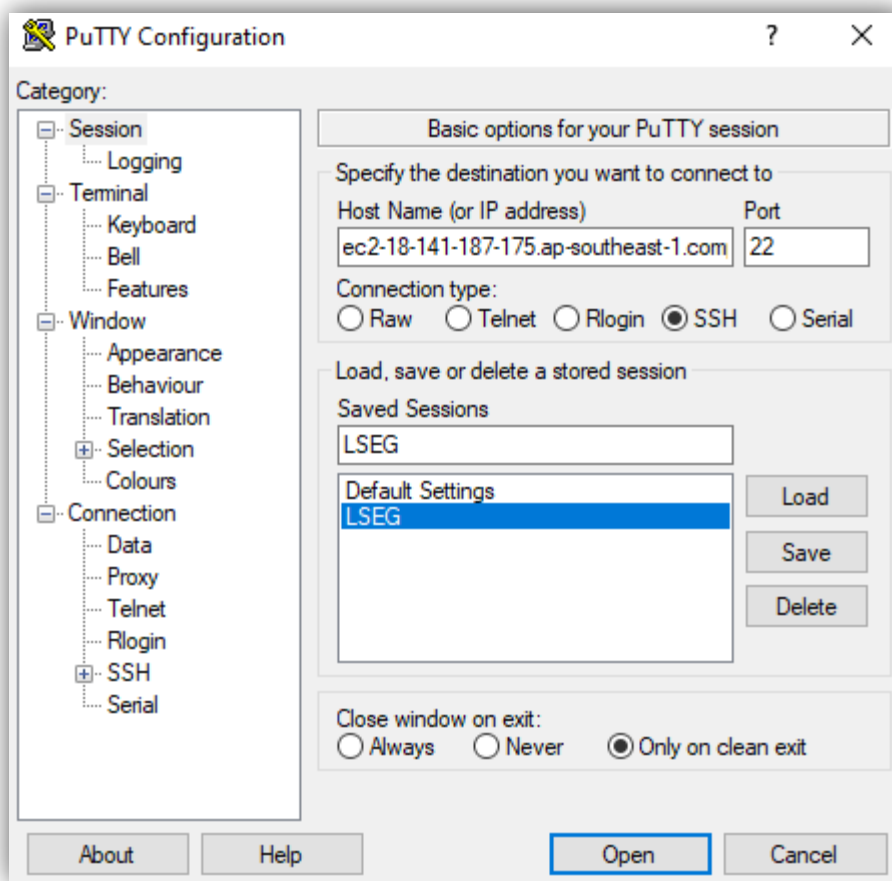 PuTTY Configuration
?
Category:
Session
Logging
Terminal
Keyboard
Bell
Features
Window
Appearance
Behaviour
Translation
Selection
Colours
Connection
Data
Proxy
Telnet
Rlogin
SSH
Serial
Basic options for your PuTTY session
Specify the destination you want to connect to
Host Name (or IP address) Port
ec2-18-141-187-175.ap-southeast-1.com 22
Connection type:
Raw Telnet Rlogin SSH Serial
Load, save or delete a stored session
Saved Sessions
LSEG
Default Settings
LSEG
Load
Save
Delete
Close window on exit:
Always Never Only on clean exit
About Help Open Cancel